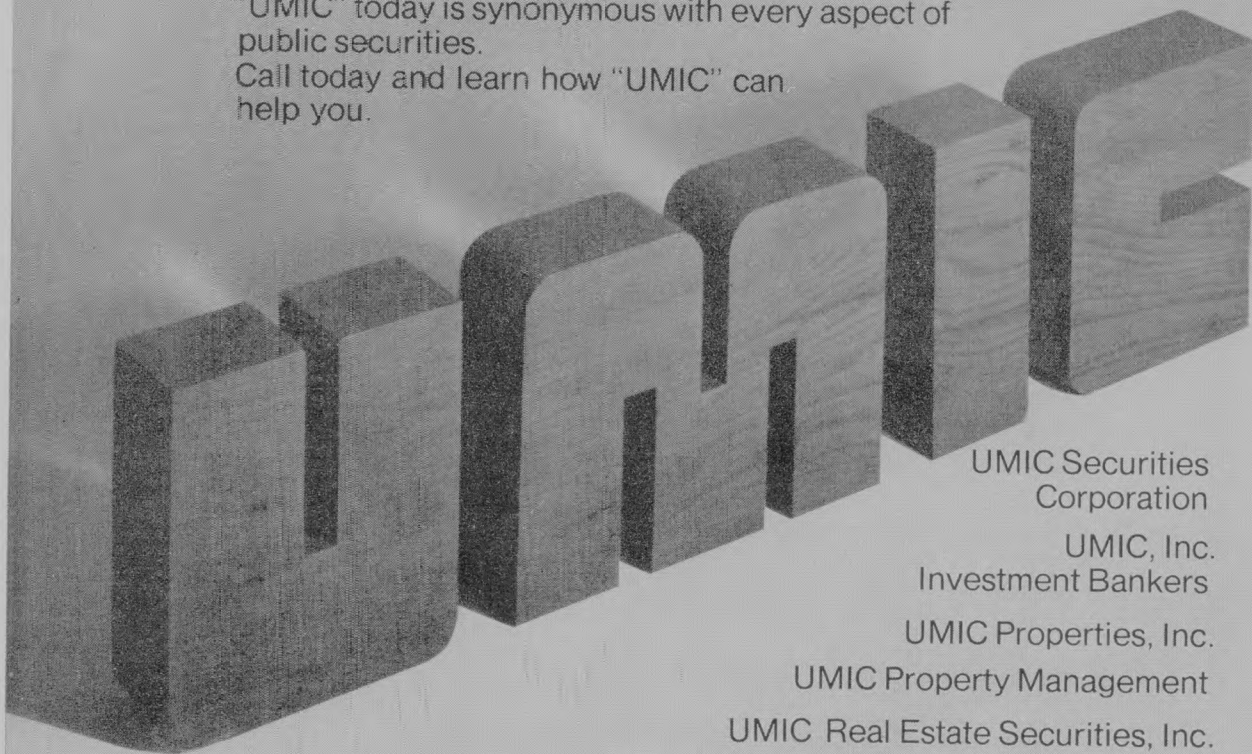 "UMIC" today is synonymous with every aspect of
public securities.
Call today and learn how "UMIC" can
help you.
UMIC
UMIC Securities
Corporation
UMIC, Inc.
Investment Bankers
UMIC Properties, Inc.
UMIC Property Management
UMIC Real Estate Securities, Inc.